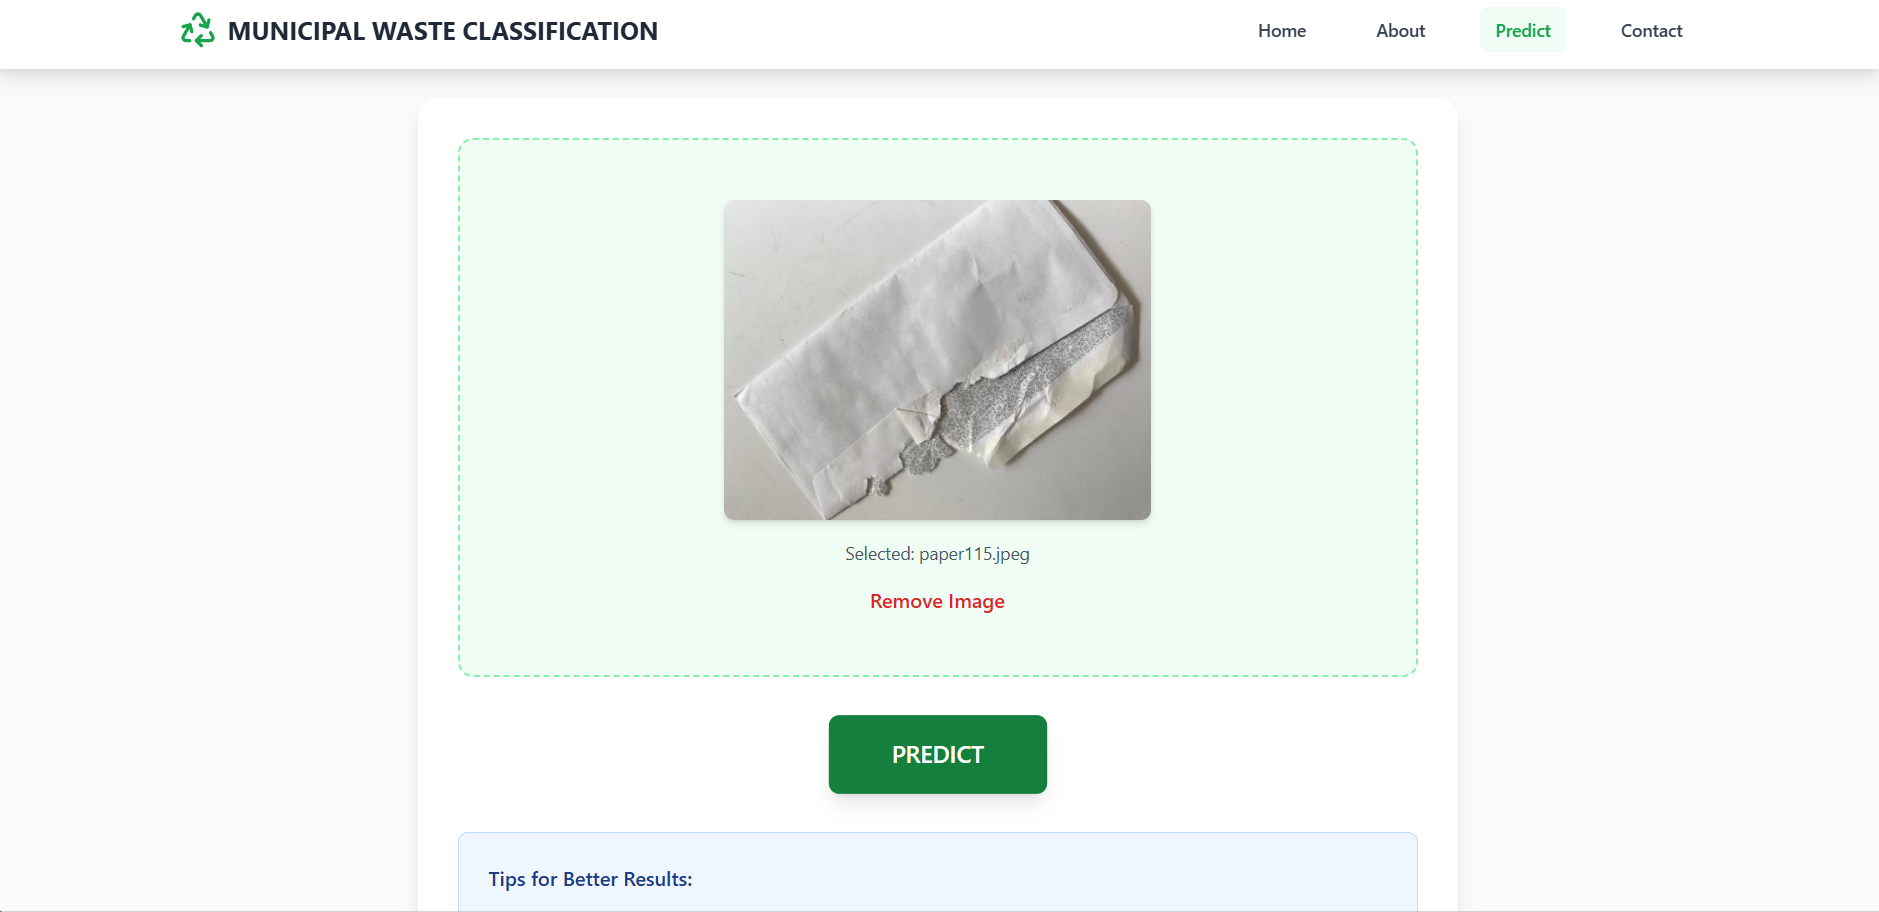 MUNICIPAL WASTE CLASSIFICATION
Home About Predict Contact
Selected: paper115.jpeg
Remove Image
PREDICT
Tips for Better Results: